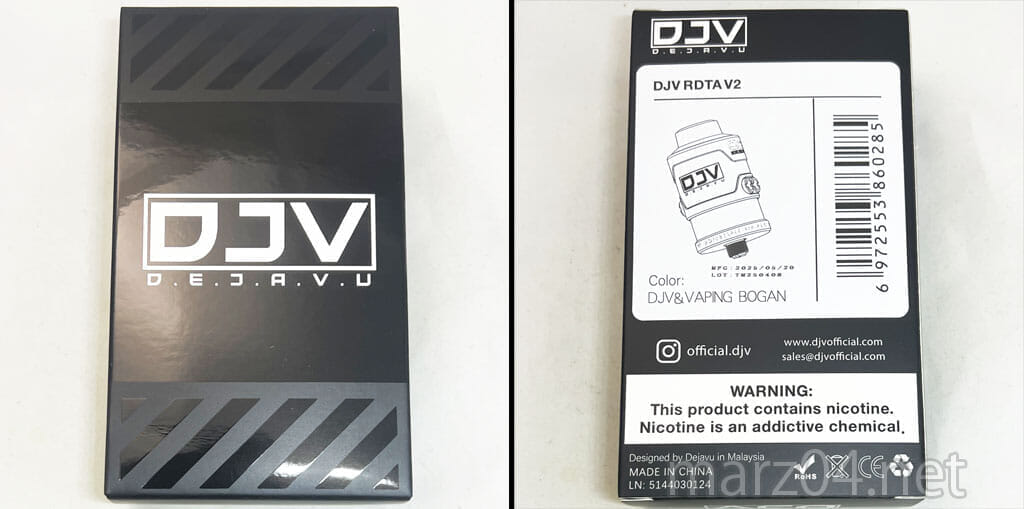 DJV
D.E.J.A.V.U
DJV
D.E.J.A.V.U
DJV RDTA V2
DJV
MFG: 2025/05/20
LOT: TW25040W
Color:
DJV&VAPING BOGAN
6 972553 860285
official.djv
www.djvofficial.com
sales@djvofficial.com
WARNING:
This product contains nicotine.
Nicotine is an addictive chemical.
Designed by Dejavu in Malaysia
MADE IN CHINA
LN: 5144030124
RoHS
CE
marz04.net